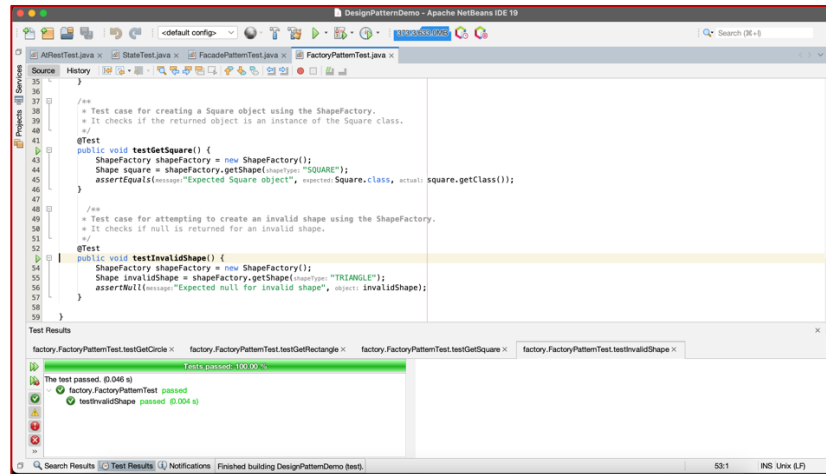 DesignPatternDemo - Apache NetBeans IDE 19
<default config>
Search (⌘+I)
AtRestTest.java × StateTest.java × FacadePatternTest.java × FactoryPatternTest.java ×
Source History
Services
Projects
35 }
36
37 /**
38 * Test case for creating a Square object using the ShapeFactory.
39 * It checks if the returned object is an instance of the Square class.
40 */
41 @Test
public void testGetSquare() {
43 ShapeFactory shapeFactory = new ShapeFactory();
44 Shape square = shapeFactory.getShape(shapeType: "SQUARE");
45 assertEquals(message:"Expected Square object", expected: Square.class, actual: square.getClass());
46 }
47
48 /**
49 * Test case for attempting to create an invalid shape using the ShapeFactory.
50 * It checks if null is returned for an invalid shape.
51 */
52 @Test
public void testInvalidShape() {
54 ShapeFactory shapeFactory = new ShapeFactory();
55 Shape invalidShape = shapeFactory.getShape(shapeType: "TRIANGLE");
56 assertNull(message:"Expected null for invalid shape", object: invalidShape);
57 }
58
59 }
Test Results ×
factory.FactoryPatternTest.testGetCircle × factory.FactoryPatternTest.testGetRectangle × factory.FactoryPatternTest.testGetSquare × factory.FactoryPatternTest.testInvalidShape ×
Tests passed: 100.00 %
The test passed. (0.046 s)
factory.FactoryPatternTest passed
testInvalidShape passed (0.004 s)
Search Results Test Results Notifications Finished building DesignPatternDemo (test). 53:1 INS Unix (LF)